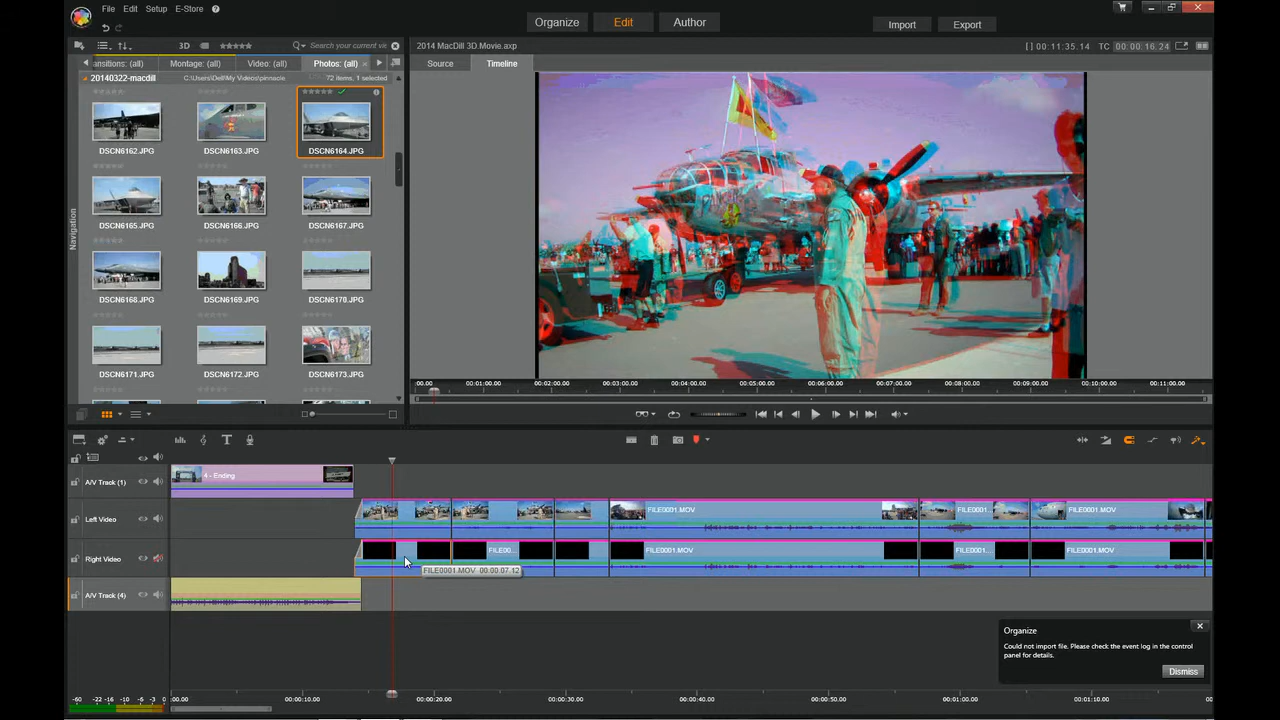 File Edit Setup E-Store
Organize Edit Author
Import Export
3D Search your current vi
2014 MacDill 3D.Movie.axp
[ ] 00:11:35.14 TC 00:00:16.24
ansitions: (all) Montage: (all) Video: (all) Photos: (all)
Source Timeline
20140322-macdill C:\Users\Dell\My Videos\pinnacle 72 items, 1 selected
DSCN6162.JPG DSCN6163.JPG DSCN6164.JPG
DSCN6165.JPG DSCN6166.JPG DSCN6167.JPG
DSCN6168.JPG DSCN6169.JPG DSCN6170.JPG
DSCN6171.JPG DSCN6172.JPG DSCN6173.JPG
Navigation
:00.00 00:01:00.00 00:02:00.00 00:03:00.00 00:04:00.00 00:05:00.00 00:06:00.00 00:07:00.00 00:08:00.00 00:09:00.00 00:10:00.00 00:11:00.00
A/V Track (1) 4 - Ending
Left Video FILE0001.MOV FILE0001. FILE0001.MOV
Right Video FILE00... FILE0001.MOV FILE0001.... FILE0001.MOV
FILE0001.MOV 00:00:07.12
A/V Track (4)
Organize
Could not import file. Please check the event log in the control
panel for details.
Dismiss
-60 -22 -16 -10 -6 -3 0
:00.00 00:00:10.00 00:00:20.00 00:00:30.00 00:00:40.00 00:00:50.00 00:01:00.00 00:01:10.00